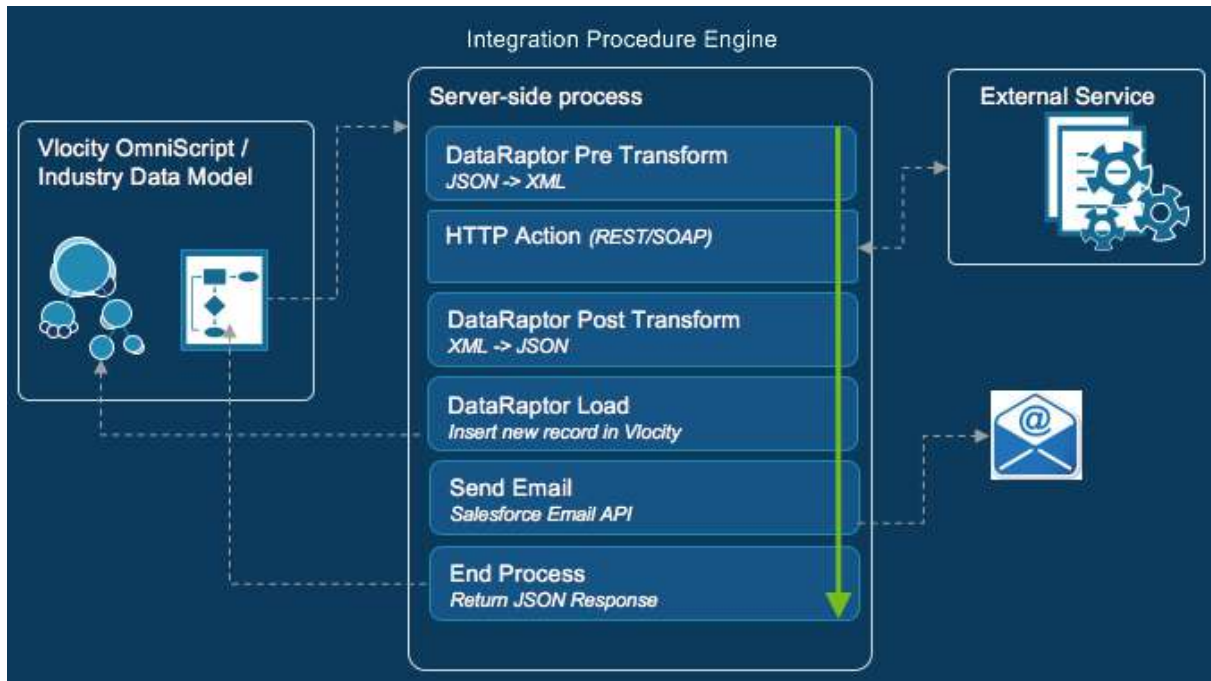 Integration Procedure Engine
Vlocity OmniScript /
Industry Data Model
Server-side process
DataRaptor Pre Transform
JSON -> XML
HTTP Action (REST/SOAP)
DataRaptor Post Transform
XML -> JSON
DataRaptor Load
Insert new record in Vlocity
Send Email
Salesforce Email API
End Process
Return JSON Response
External Service
@